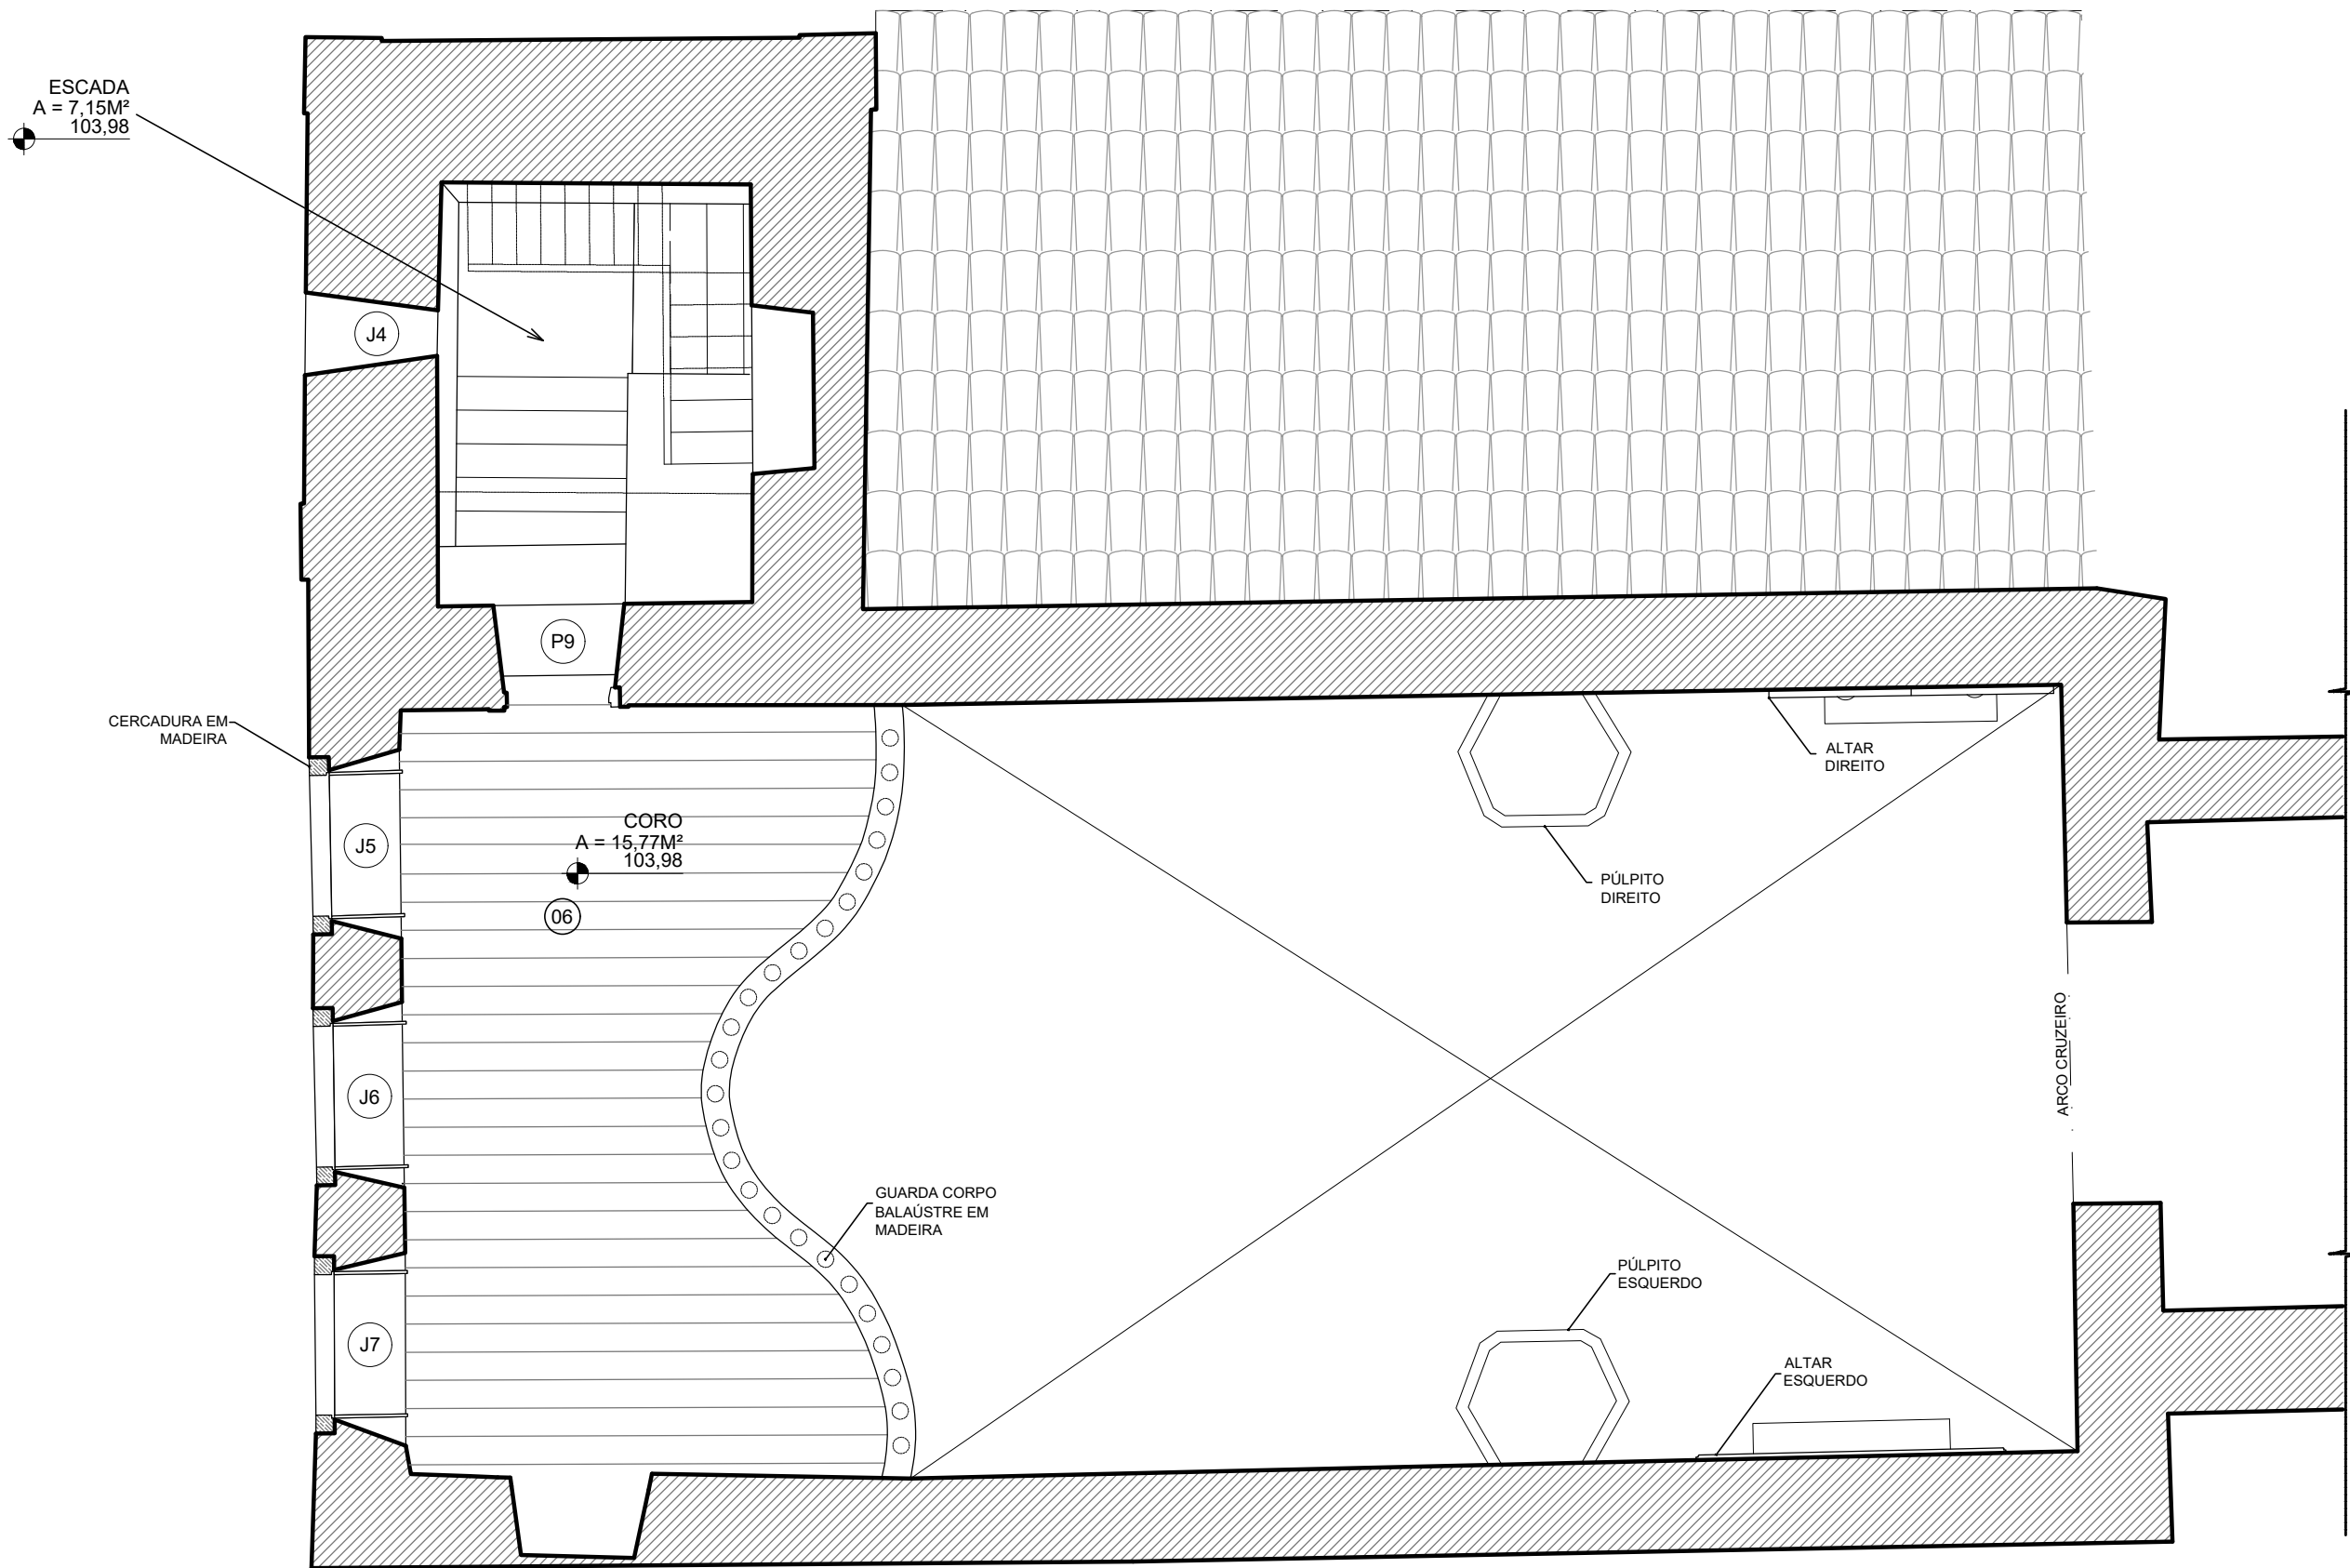 ESCADA
A = 7,15M²
103,98
J4
P9
CERCADURA EM
MADEIRA
ALTAR
DIREITO
J5
CORO
A = 15,77M²
103,98
06
PÚLPITO
DIREITO
ARCO CRUZEIRO
J6
GUARDA CORPO
BALAÚSTRE EM
MADEIRA
PÚLPITO
ESQUERDO
J7
ALTAR
ESQUERDO